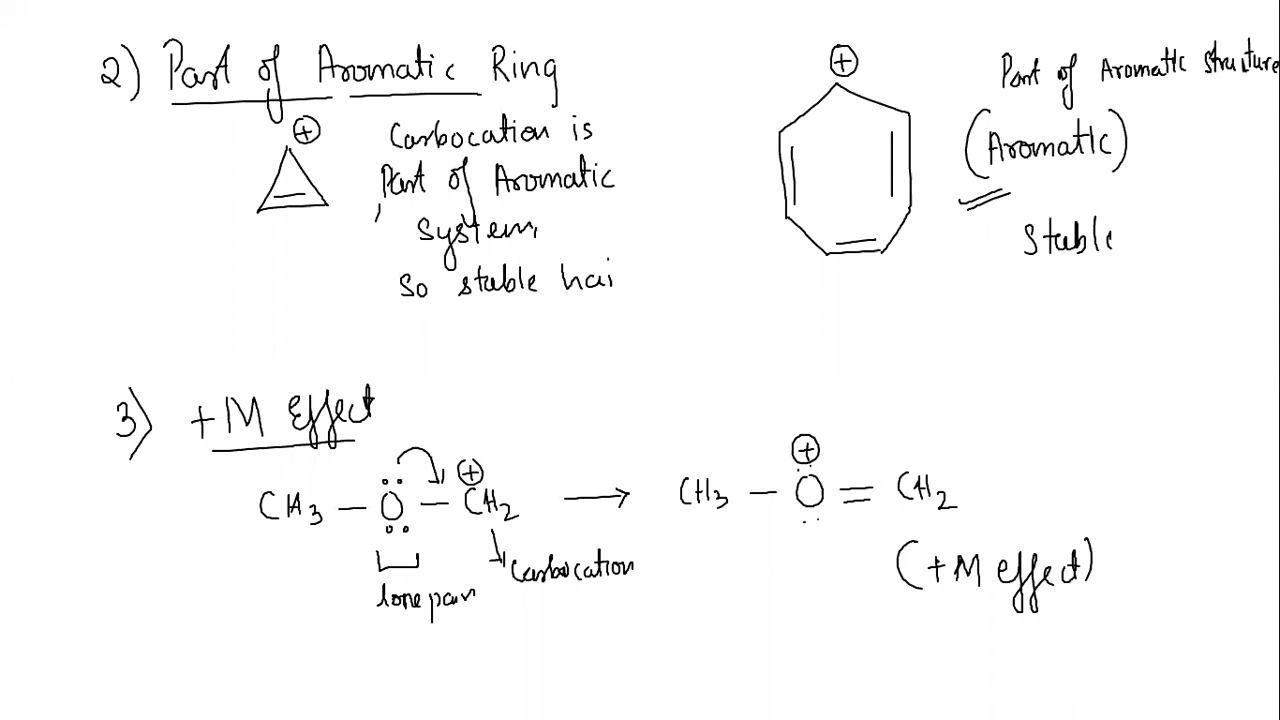 2) Part of Aromatic Ring
⊕
Carbocation is
Part of Aromatic
system,
So stable hai
⊕
Part of Aromatic structure
(Aromatic)
Stable
3) +M Effect
CH3 – Ö – CH2 ⊕ → CH3 – O = CH2 ⊕
Carbocation
lone pair
(+M effect)